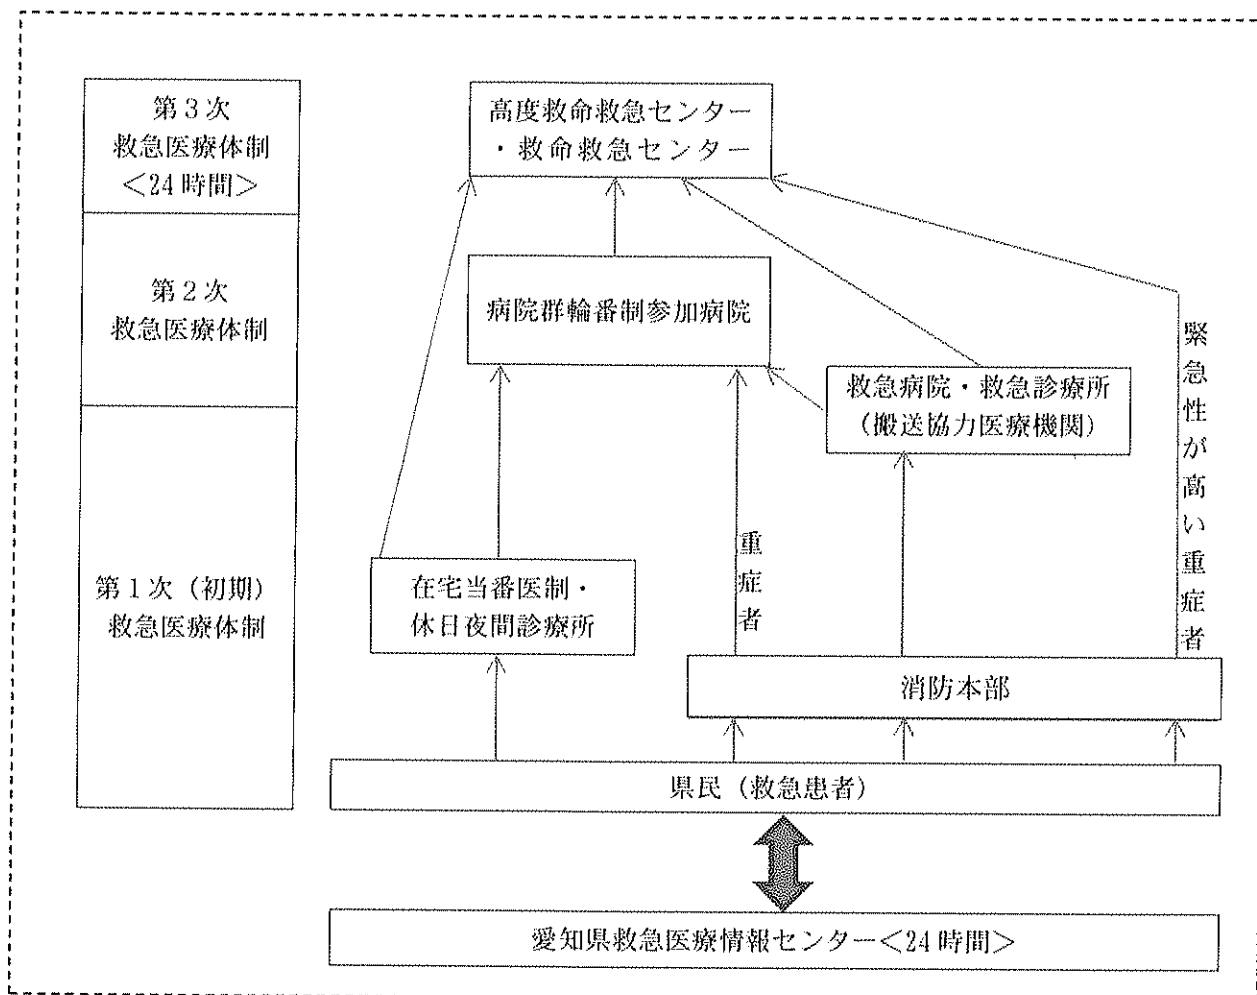 第３次
救急医療体制
＜24時間＞
第２次
救急医療体制
第１次（初期）
救急医療体制
高度救命救急センター
・救命救急センター
病院群輪番制参加病院
救急病院・救急診療所
（搬送協力医療機関）
緊急性が高い重症者
重症者
在宅当番医制・
休日夜間診療所
消防本部
県民（救急患者）
愛知県救急医療情報センター＜24時間＞